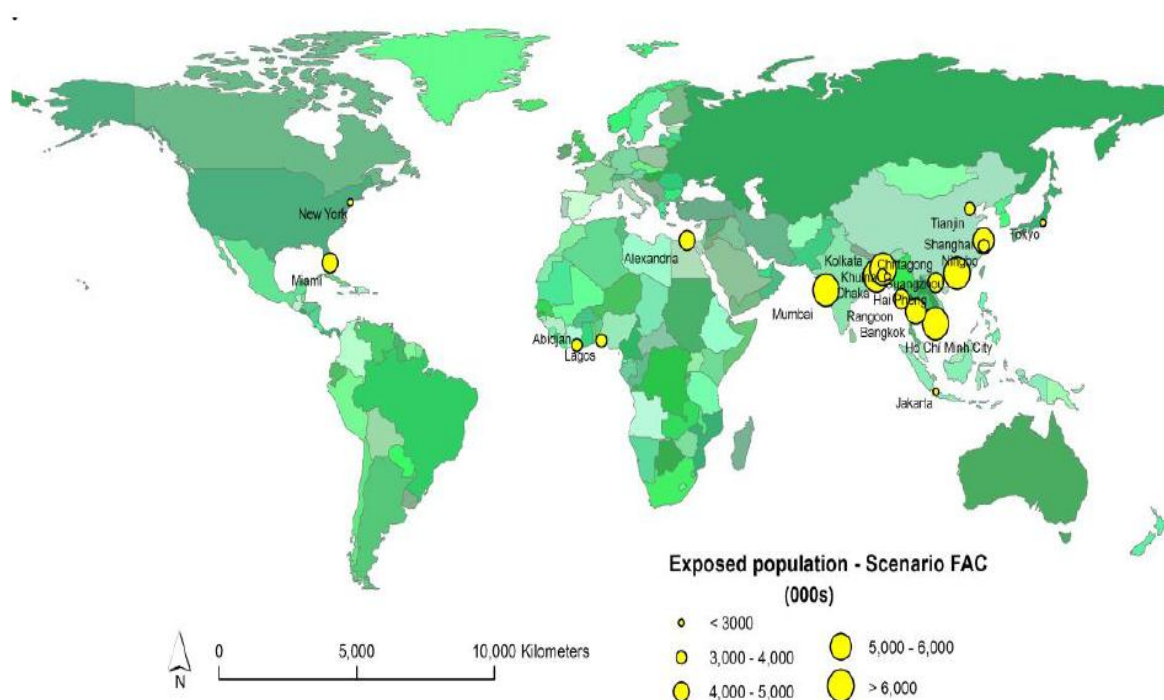 New York
Miami
Alexandria
Abidjan
Lagos
Mumbai
Kolkata
Chittagong
Khulna
Dhaka
Guangzhou
Hai Phong
Rangoon
Bangkok
Ho Chi Minh City
Jakarta
Tianjin
Shanghai
Tokyo
Ningbo
Exposed population - Scenario FAC
(000s)
< 3000
3,000 - 4,000
4,000 - 5,000
5,000 - 6,000
> 6,000
0 5,000 10,000 Kilometers
N